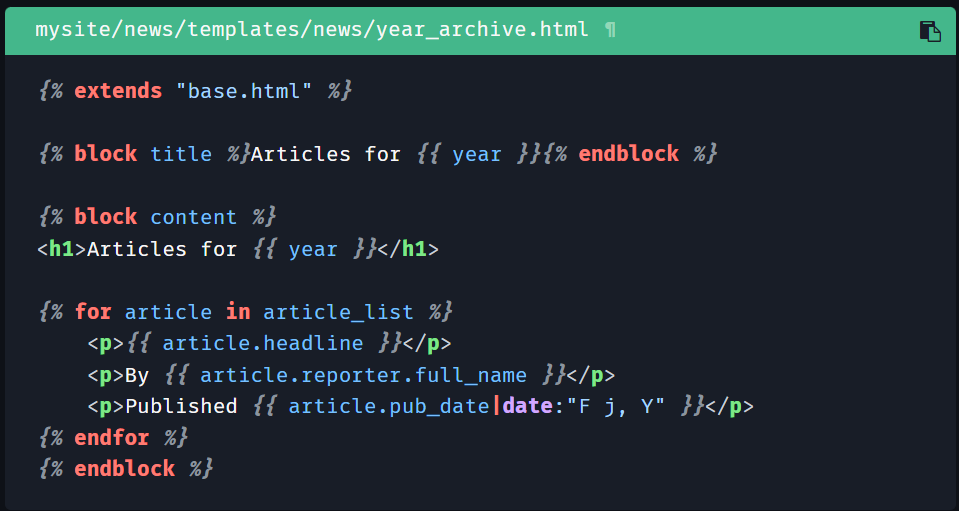 mysite/news/templates/news/year_archive.html ¶
{% extends "base.html" %}
{% block title %}Articles for {{ year }}{% endblock %}
{% block content %}
<h1>Articles for {{ year }}</h1>
{% for article in article_list %}
    <p>{{ article.headline }}</p>
    <p>By {{ article.reporter.full_name }}</p>
    <p>Published {{ article.pub_date|date:"F j, Y" }}</p>
{% endfor %}
{% endblock %}